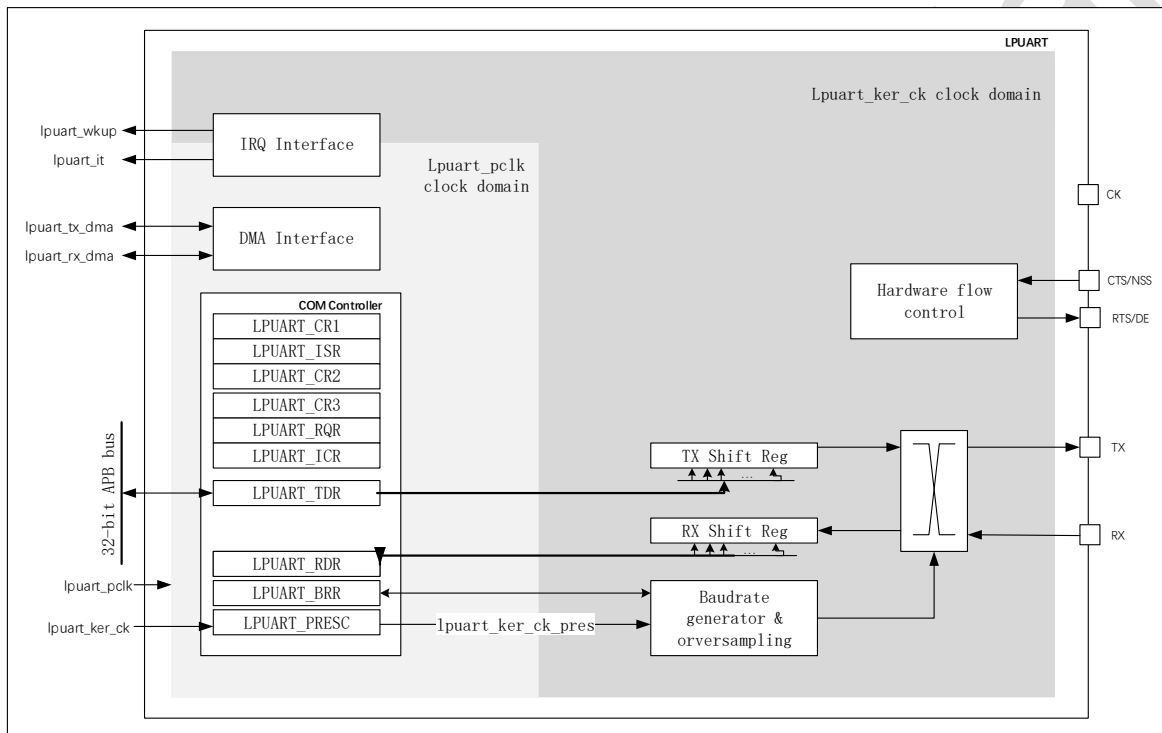 LPUART
Lpuart_ker_ck clock domain
lpuart_wkup
lpuart_it
IRQ Interface
Lpuart_pclk
clock domain
CK
lpuart_tx_dma
lpuart_rx_dma
DMA Interface
Hardware flow
control
CTS/NSS
RTS/DE
COM Controller
LPUART_CR1
LPUART_ISR
LPUART_CR2
LPUART_CR3
LPUART_RQR
LPUART_ICR
LPUART_TDR
32-bit APB bus
TX Shift Reg
...
TX
RX Shift Reg
...
RX
LPUART_RDR
LPUART_BRR
LPUART_PRESC
lpuart_pclk
lpuart_ker_ck
lpuart_ker_ck_pres
Baudrate
generator &
orversampling